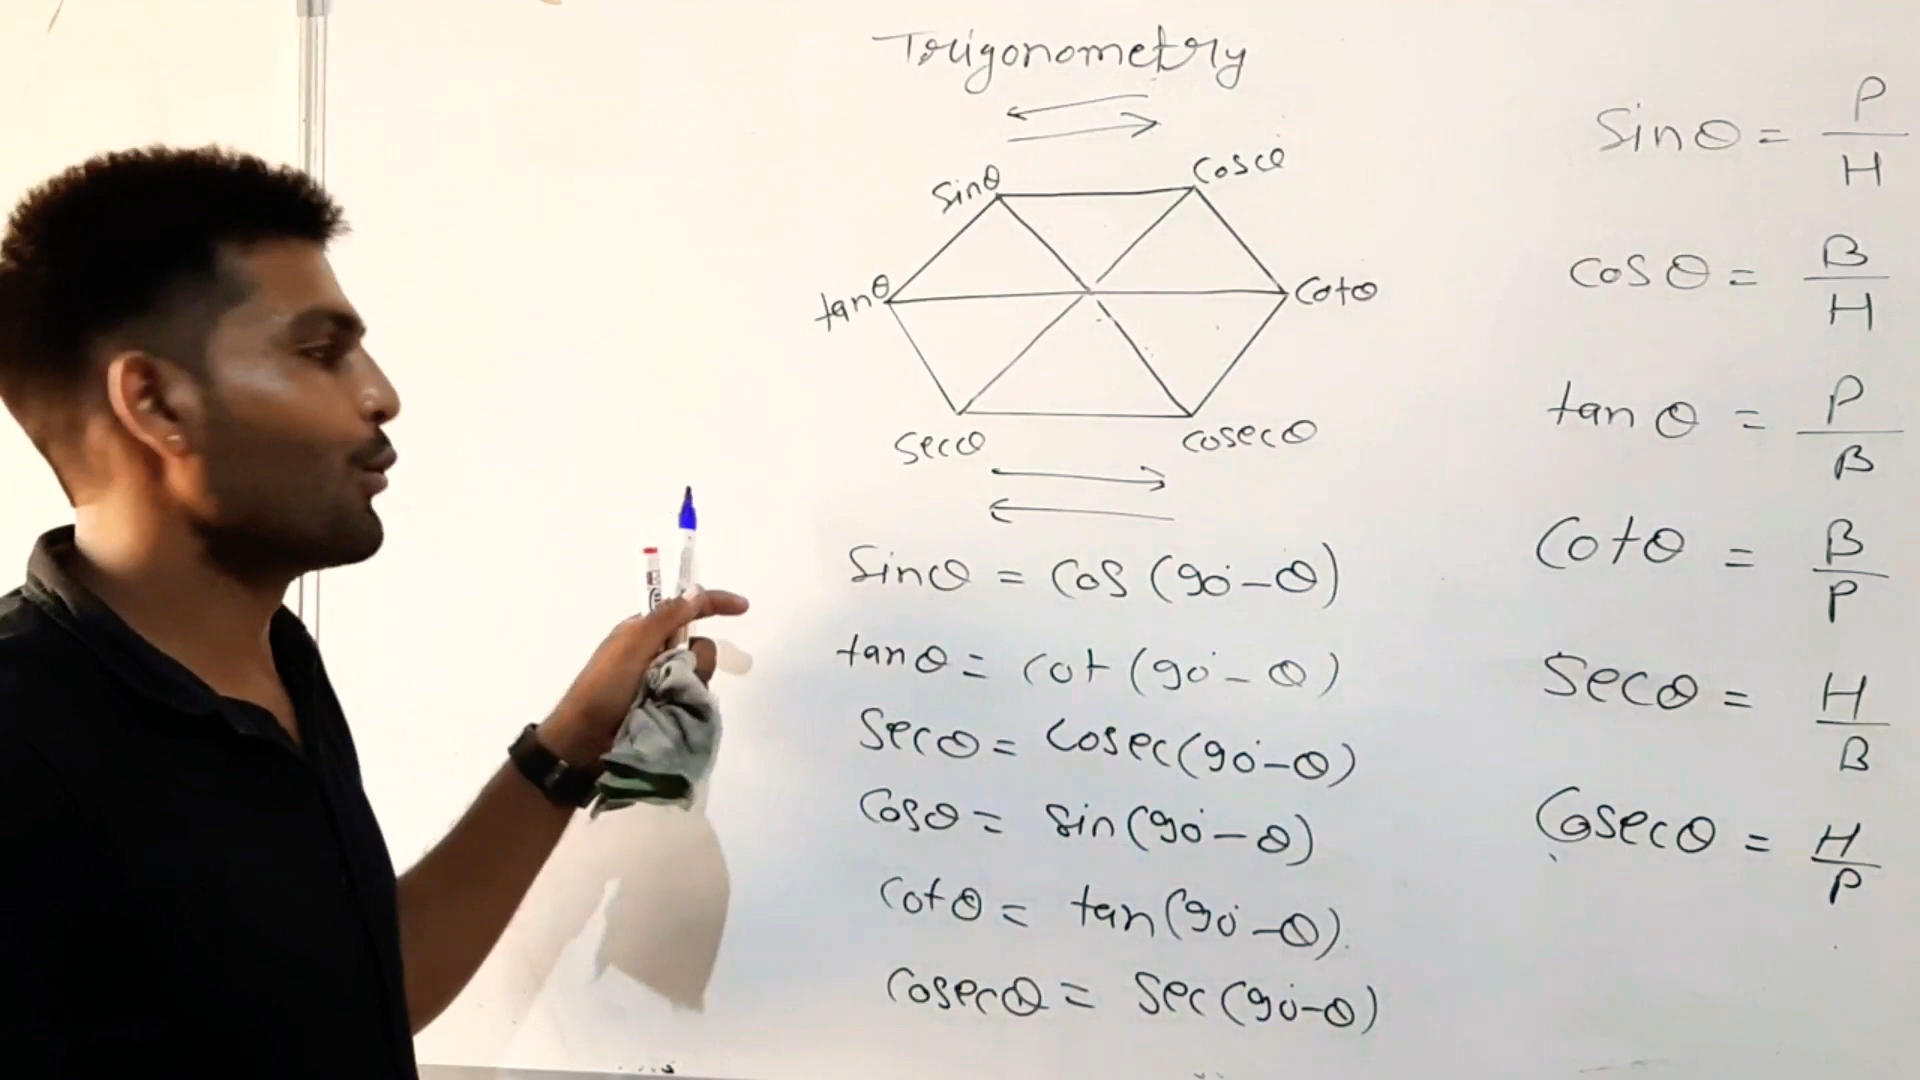 Trigonometry
sinθ
cosθ
tanθ
cotθ
secθ
cosecθ
sinθ = cos (90° - θ)
tanθ = cot (90° - θ)
secθ = cosec (90° - θ)
cosθ = sin (90° - θ)
cotθ = tan (90° - θ)
cosecθ = sec (90° - θ)
sinθ = P/H
cosθ = B/H
tanθ = P/B
cotθ = B/P
secθ = H/B
cosecθ = H/P